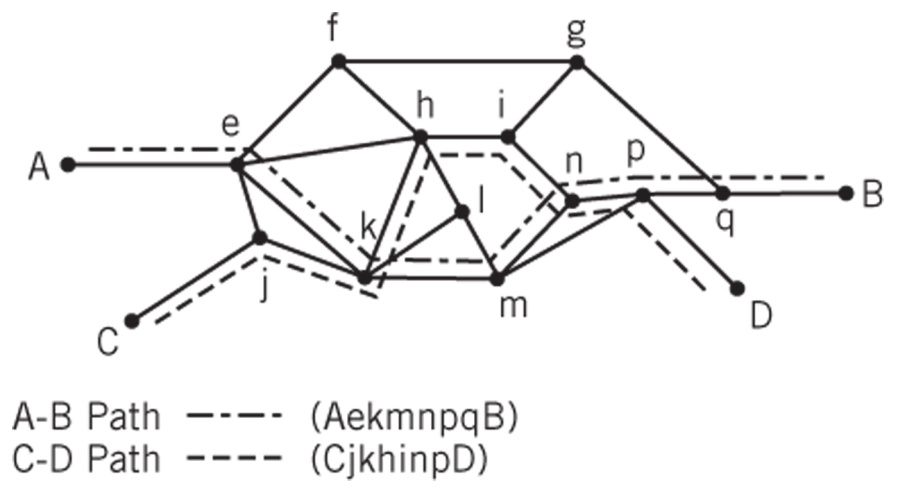 f
g
h
i
e
A
n
p
B
l
q
k
j
m
D
C
A-B Path (AekmnpqB)
C-D Path (CjkhinpD)